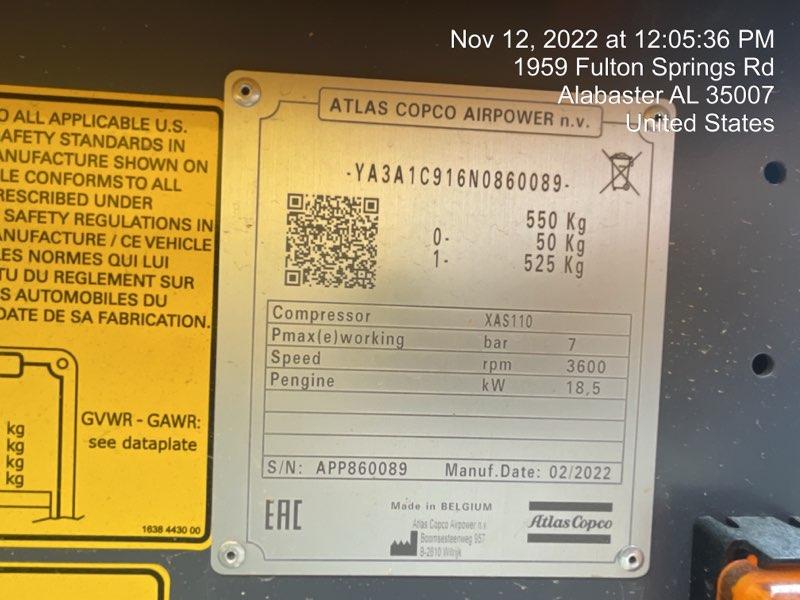 Nov 12, 2022 at 12:05:36 PM
1959 Fulton Springs Rd
Alabaster AL 35007
United States
O ALL APPLICABLE U.S.
AFETY STANDARDS IN
ANUFACTURE SHOWN ON
LE CONFORMS TO ALL
RESCRIBED UNDER
SAFETY REGULATIONS IN
ANUFACTURE / CE VEHICLE
LES NORMES QUI LUI
TU DU REGLEMENT SUR
S AUTOMOBILES DU
DATE DE SA FABRICATION.
kg
kg
kg
kg
GVWR - GAWR:
see dataplate
1638 4430 00
ATLAS COPCO AIRPOWER n.v.
-YA3A1C916N0860089-
550 Kg
0- 50 Kg
1- 525 Kg
Compressor XAS110
Pmax(e)working bar 7
Speed rpm 3600
Pengine kW 18,5
S/N: APP860089 Manuf.Date: 02/2022
EAC
Made in BELGIUM
Atlas Copco Airpower n.v.
Boomsesteenweg 957
B-2610 Wilrijk
Atlas Copco